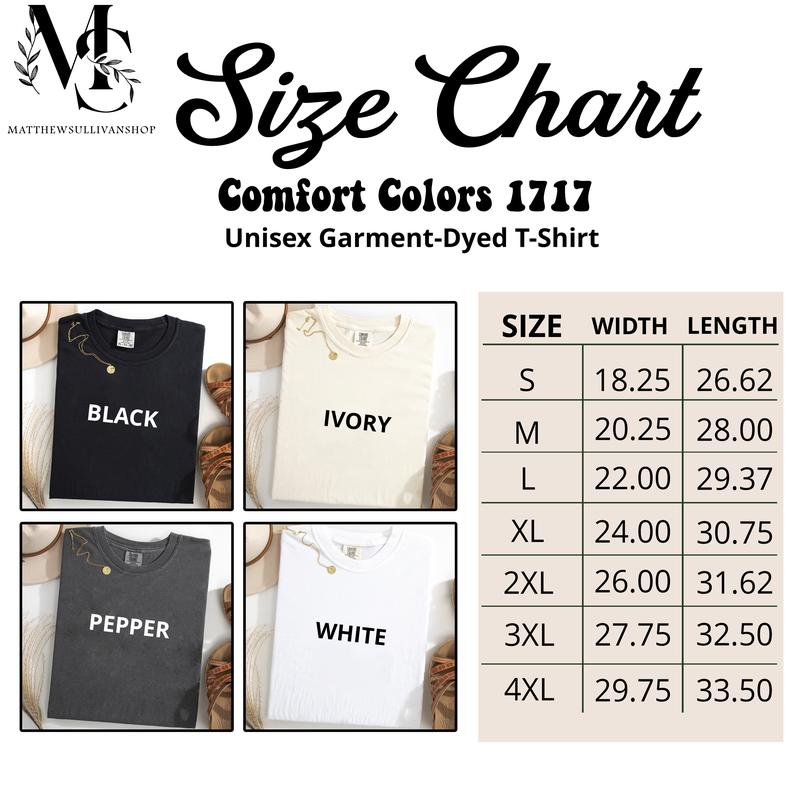 MSC
MATTHEWSULLIVANSHOP
Size Chart
Comfort Colors 1717
Unisex Garment-Dyed T-Shirt
BLACK
IVORY
PEPPER
WHITE
SIZE WIDTH LENGTH
S 18.25 26.62
M 20.25 28.00
L 22.00 29.37
XL 24.00 30.75
2XL 26.00 31.62
3XL 27.75 32.50
4XL 29.75 33.50